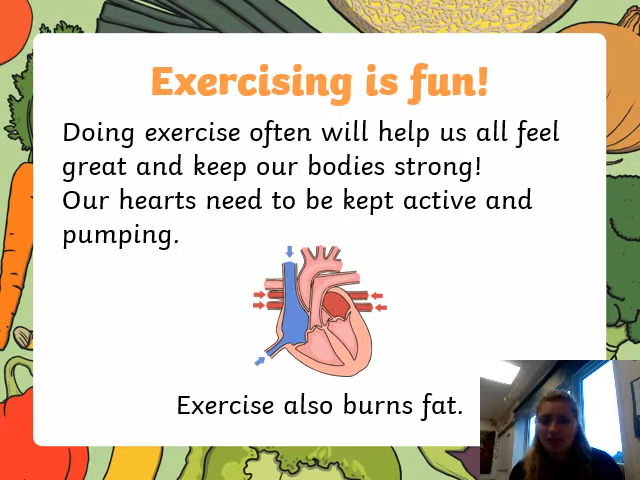 Exercising is fun!
Doing exercise often will help us all feel
great and keep our bodies strong!
Our hearts need to be kept active and
pumping.
Exercise also burns fat.